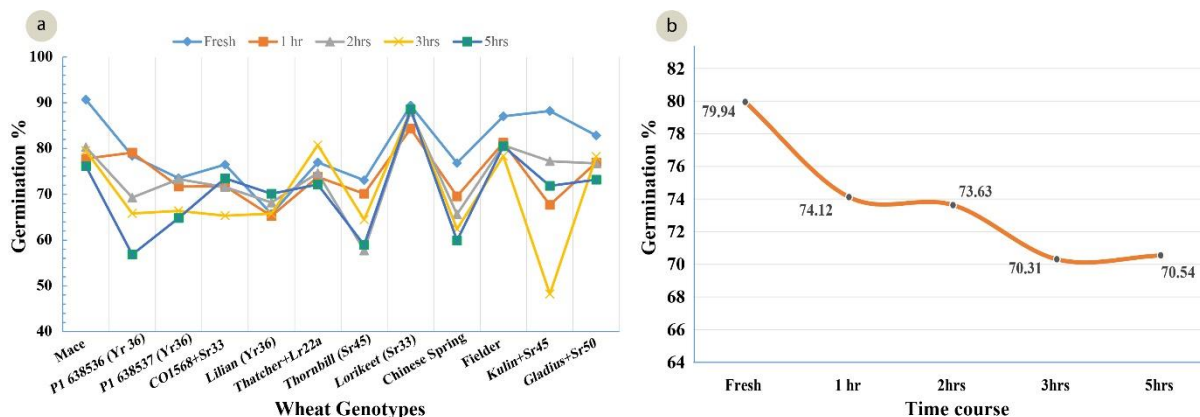 a
Fresh 1 hr 2hrs 3hrs 5hrs
Germination %
100
90
80
70
60
50
40
Mace
P1 638536 (Yr 36)
P1 638537 (Yr36)
CO1568+Sr33
Lilian (Yr36)
Thatcher+Lr22a
Thornbill (Sr45)
Lorikeet (Sr33)
Chinese Spring
Fielder
Kulin+Sr45
Gladius+Sr50
Wheat Genotypes
b
Germination %
82
80
78
76
74
72
70
68
66
64
79.94
74.12
73.63
70.31
70.54
Fresh 1 hr 2hrs 3hrs 5hrs
Time course